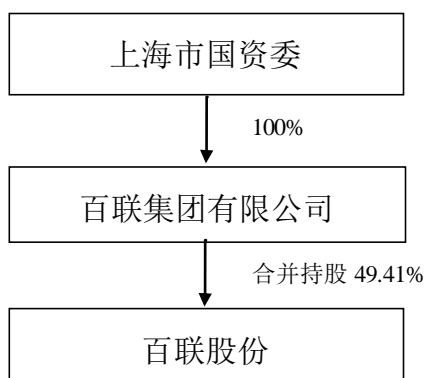 上海市国资委
100%
百联集团有限公司
合并持股 49.41%
百联股份